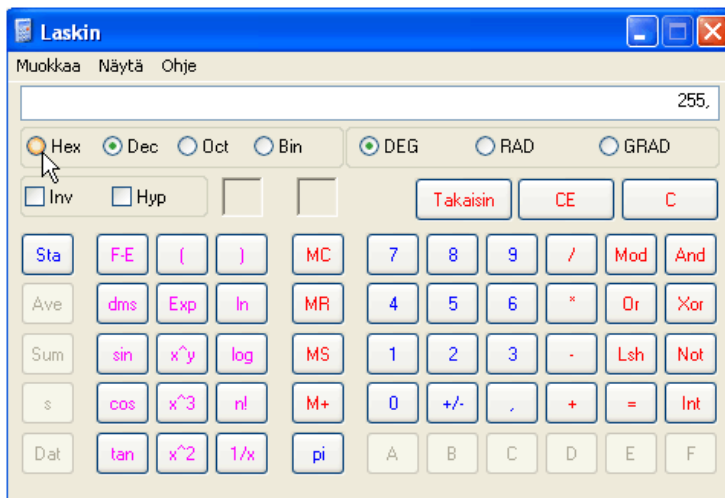 Laskin
Muokkaa Näytä Ohje
255,
Hex Dec Oct Bin DEG RAD GRAD
Inv Hyp Takaisin CE C
Sta F-E ( ) MC 7 8 9 / Mod And
Ave dms Exp ln MR 4 5 6 * Or Xor
Sum sin x^y log MS 1 2 3 - Lsh Not
s cos x^3 n! M+ 0 +/- , + = Int
Dat tan x^2 1/x pi A B C D E F